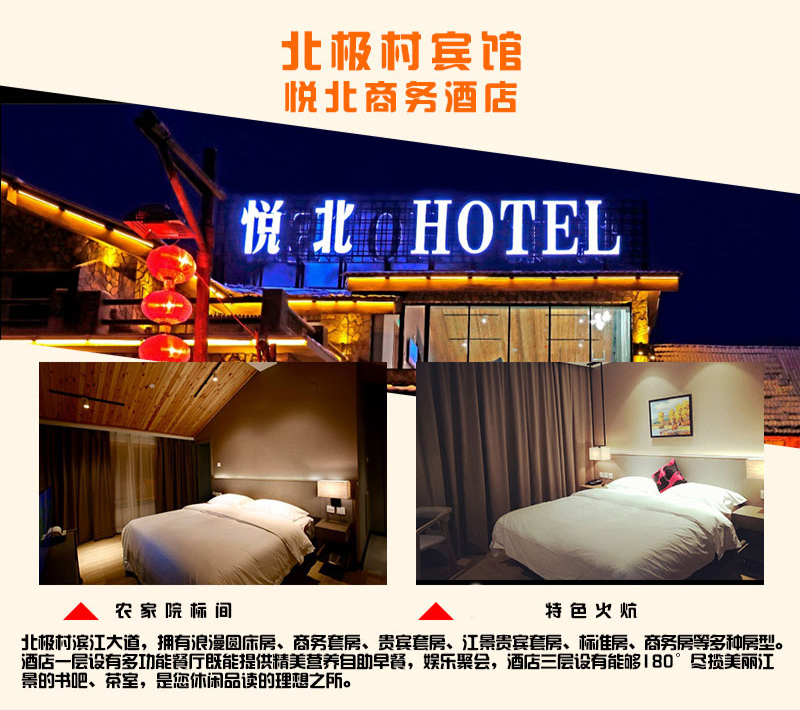 北极村宾馆
悦北商务酒店
悦北 HOTEL
农家院标间
特色火炕
北极村滨江大道，拥有浪漫圆床房、商务套房、贵宾套房、江景贵宾套房、标准房、商务房等多种房型。
酒店一层设有多功能餐厅既能提供精美营养自助早餐，娱乐聚会，酒店三层设有能够180°尽揽美丽江
景的书吧、茶室，是您休闲品读的理想之所。